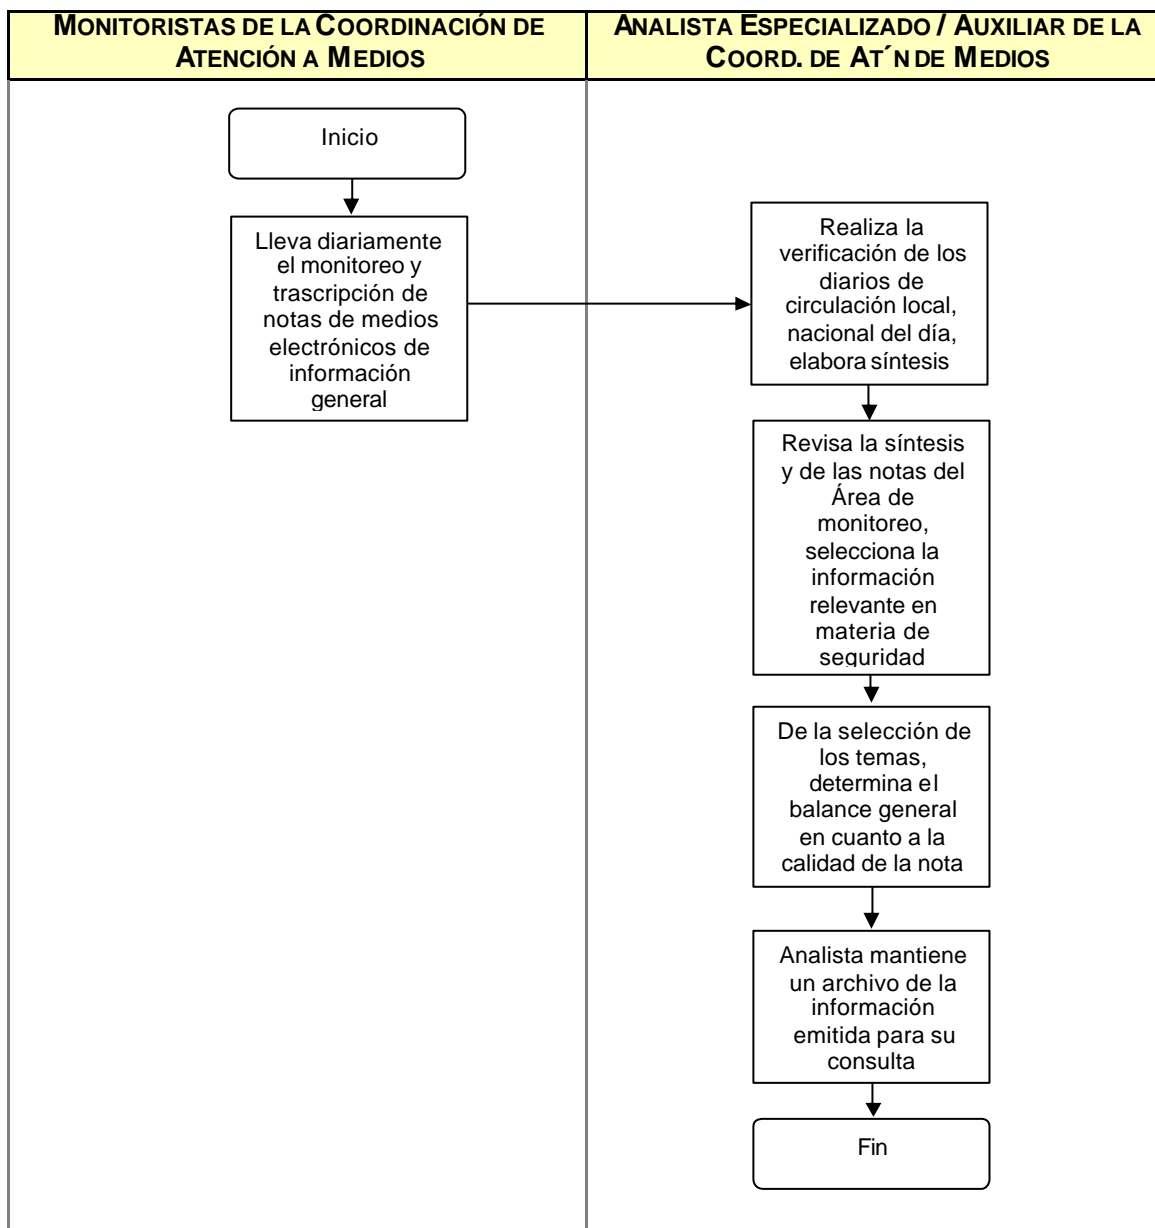 MONITORISTAS DE LA COORDINACIÓN DE
ATENCIÓN A MEDIOS
ANALISTA ESPECIALIZADO / AUXILIAR DE LA
COORD. DE AT´N DE MEDIOS
Inicio
Lleva diariamente
el monitoreo y
trascripción de
notas de medios
electrónicos de
información
general
Realiza la
verificación de los
diarios de
circulación local,
nacional del día,
elabora síntesis
Revisa la síntesis
y de las notas del
Área de
monitoreo,
selecciona la
información
relevante en
materia de
seguridad
De la selección de
los temas,
determina el
balance general
en cuanto a la
calidad de la nota
Analista mantiene
un archivo de la
información
emitida para su
consulta
Fin